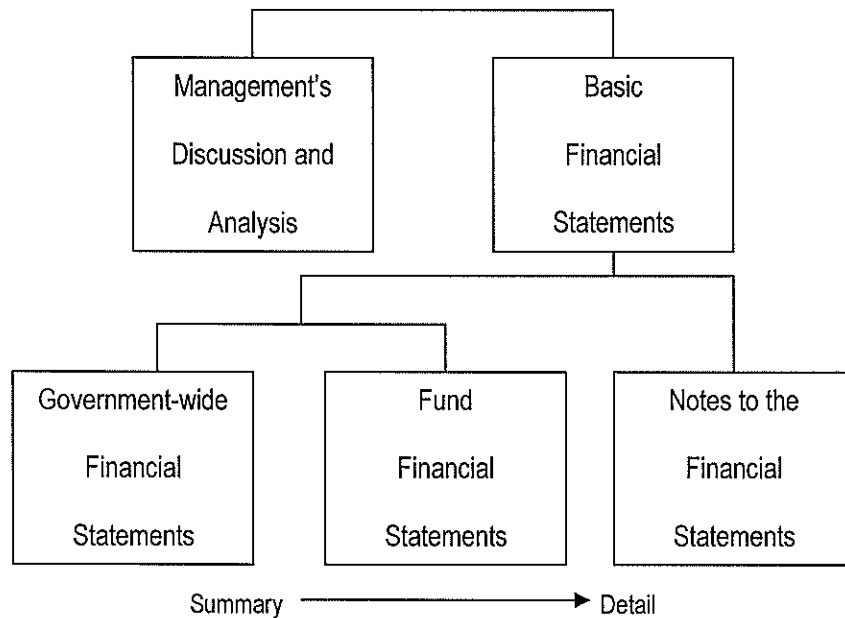 Management's
Discussion and
Analysis
Basic
Financial
Statements
Government-wide
Financial
Statements
Fund
Financial
Statements
Notes to the
Financial
Statements
Summary
Detail